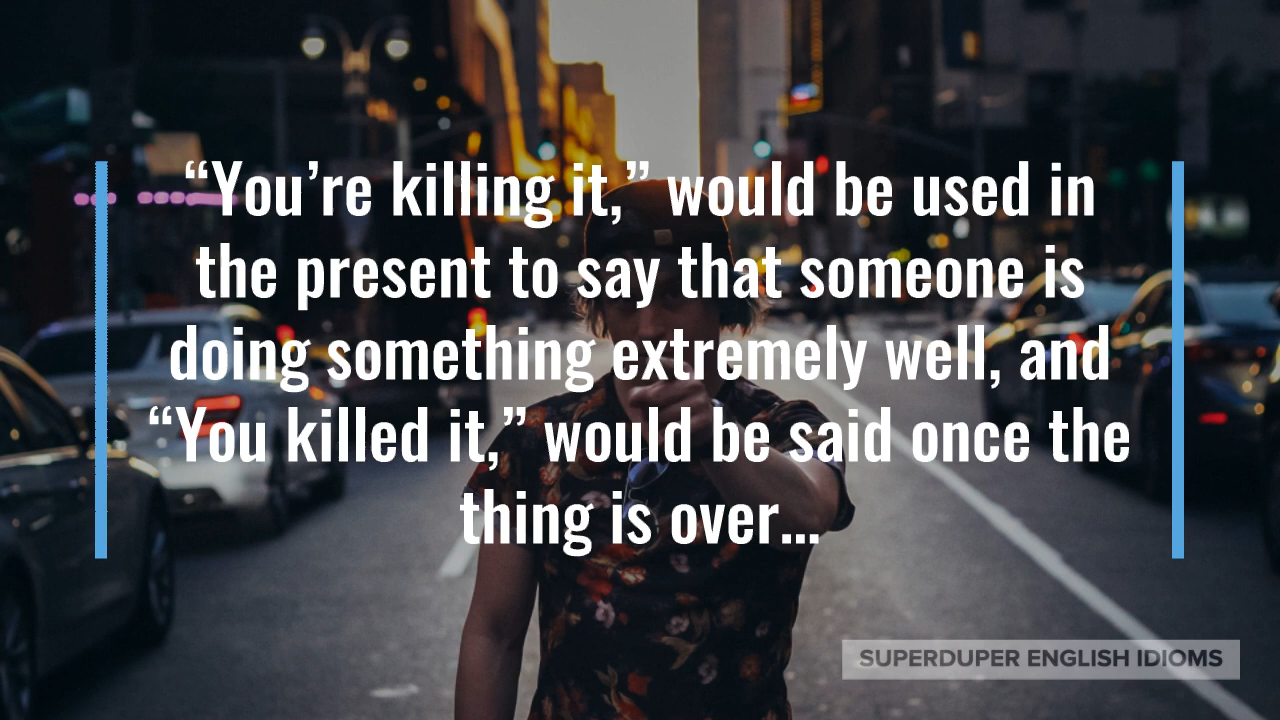 “You’re killing it,” would be used in
the present to say that someone is
doing something extremely well, and
“You killed it,” would be said once the
thing is over...
SUPERDUPER ENGLISH IDIOMS